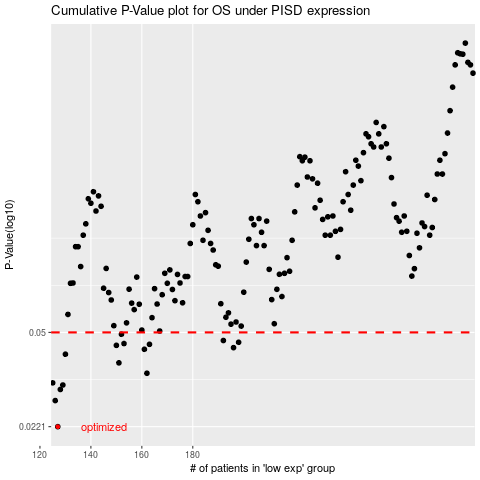 Cumulative P-Value plot for OS under PISD expression
P-Value(log10)
0.05
0.0221
optimized
120 140 160 180
# of patients in 'low exp' group